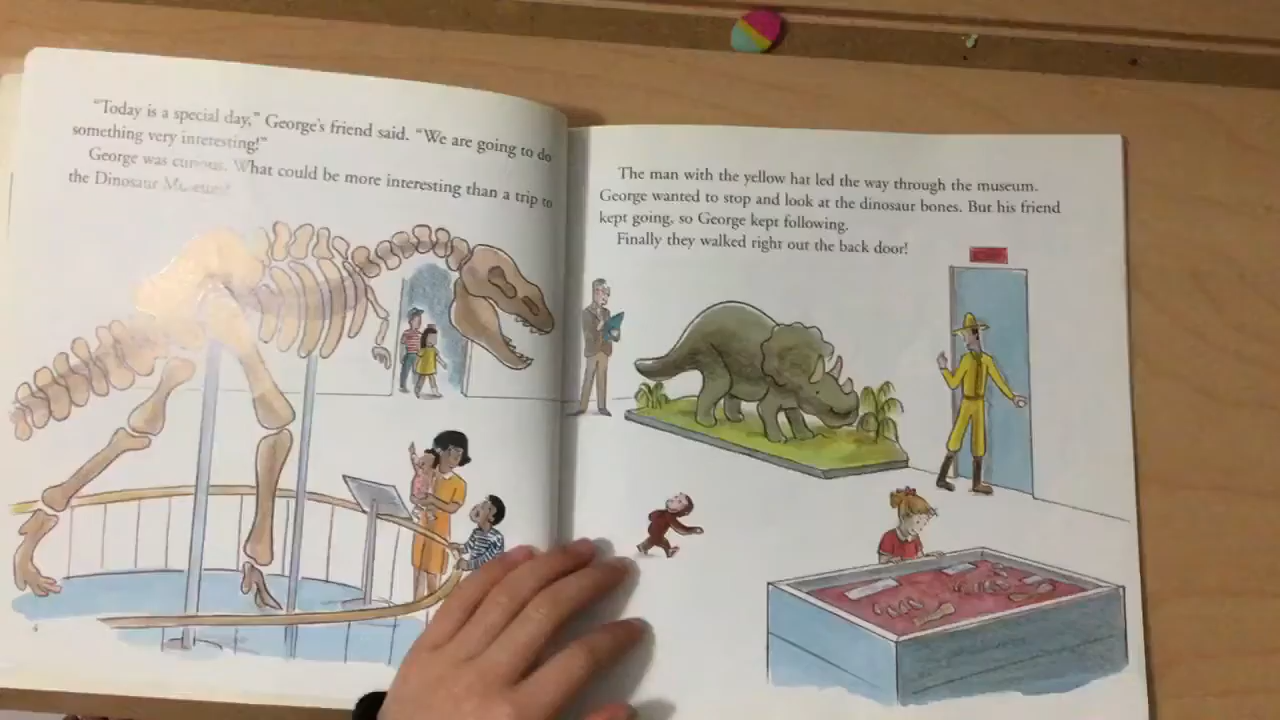 "Today is a special day," George's friend said. "We are going to do
something very interesting!"
George was curious. What could be more interesting than a trip to
the Dinosaur Museum?
The man with the yellow hat led the way through the museum.
George wanted to stop and look at the dinosaur bones. But his friend
kept going, so George kept following.
Finally they walked right out the back door!